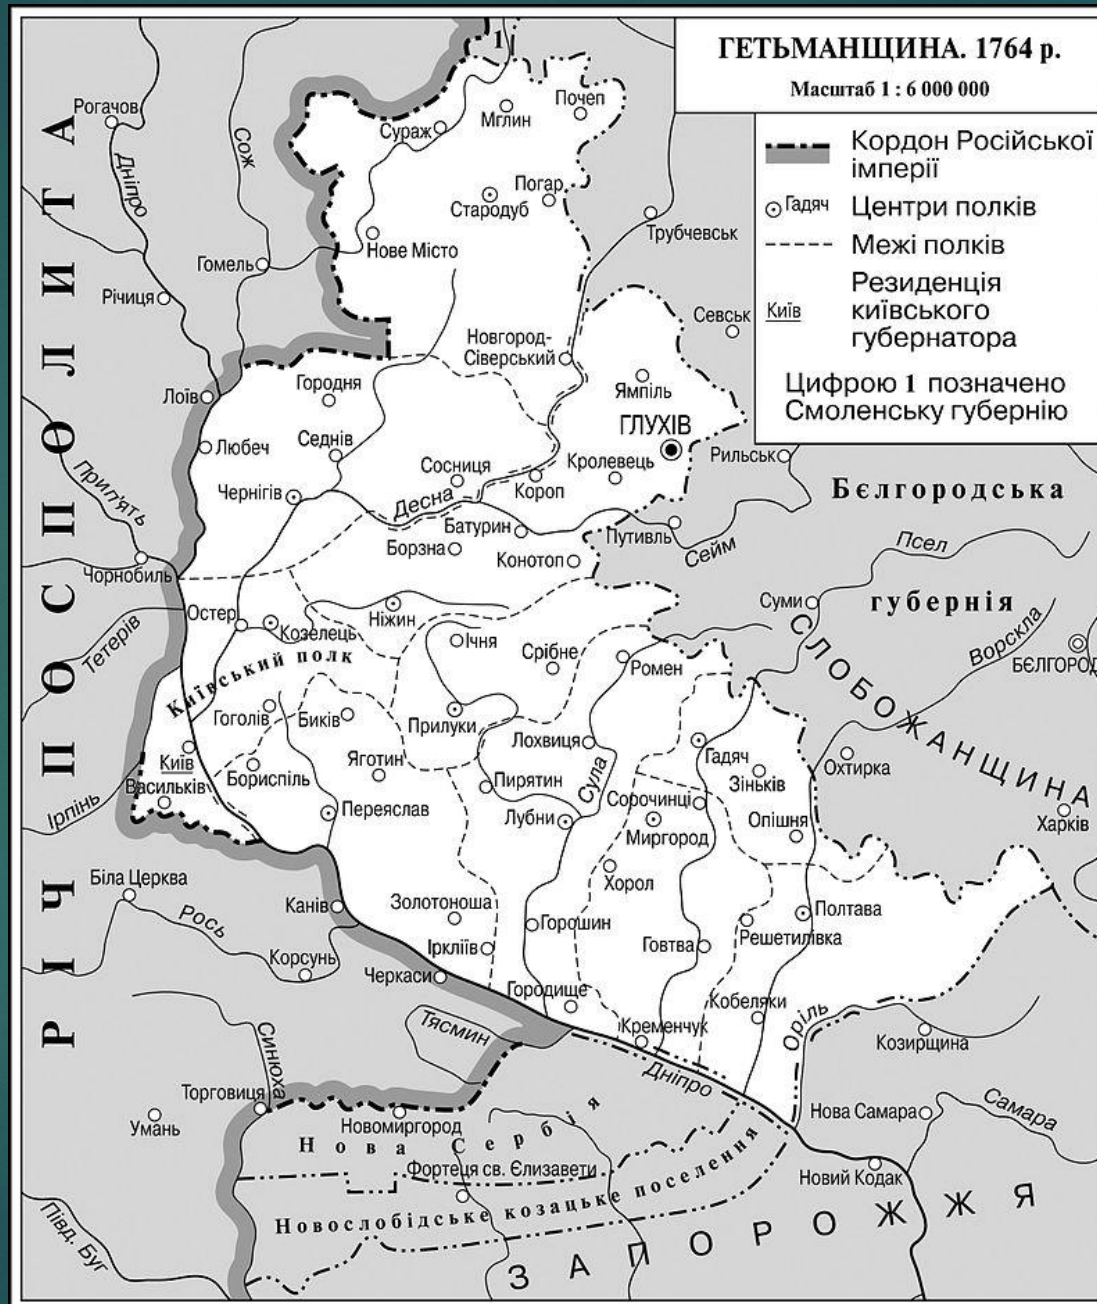 ГЕТЬМАНЩИНА. 1764 р.
Масштаб 1 : 6 000 000
Кордон Російської
імперії
Гадяч
Центри полків
Межі полків
Київ
Резиденція
київського
губернатора
Цифрою 1 позначено
Смоленську губернію
РІЧ ПОСПОЛИТА
1
Рогачов
Дніпро
Сож
Сураж
Мглин
Почеп
Стародуб
Погар
Нове Місто
Трубчевськ
Гомель
Річиця
Новгород-
Сіверський
Севськ
Городня
Ямпіль
Лоїв
ГЛУХІВ
Любеч
Седнів
Сосниця
Кролевець
Рильськ
Прип'ять
Чернігів
Десна
Короп
Бєлгородська
губернія
Батурин
Борзна
Конотоп
Путивль
Сейм
Псел
Чорнобиль
Остер
Козелець
Ніжин
Ічня
Срібне
Ромен
Суми
Ворскла
БЄЛГОРОД
Тетерів
Київський полк
СЛОБОЖАНЩИНА
Гоголів
Биків
Прилуки
Лохвиця
Гадяч
Охтирка
Київ
Бориспіль
Яготин
Пирятин
Сула
Зіньків
Васильків
Ірпінь
Переяслав
Лубни
Сорочинці
Миргород
Опішня
Харків
Хорол
Біла Церква
Рось
Канів
Золотоноша
Горошин
Полтава
Решетилівка
Іркліїв
Говтва
Корсунь
Черкаси
Городище
Кобеляки
Тясмин
Кременчук
Оріль
Козирщина
Синюха
Дніпро
Торговиця
Умань
Новомиргород
Нова Самара
Самара
Нова Сербія
Фортеця св. Єлизавети
Новий Кодак
Новослобідське козацьке поселення
Півд. Буг
ЗАПОРОЖЖЯ